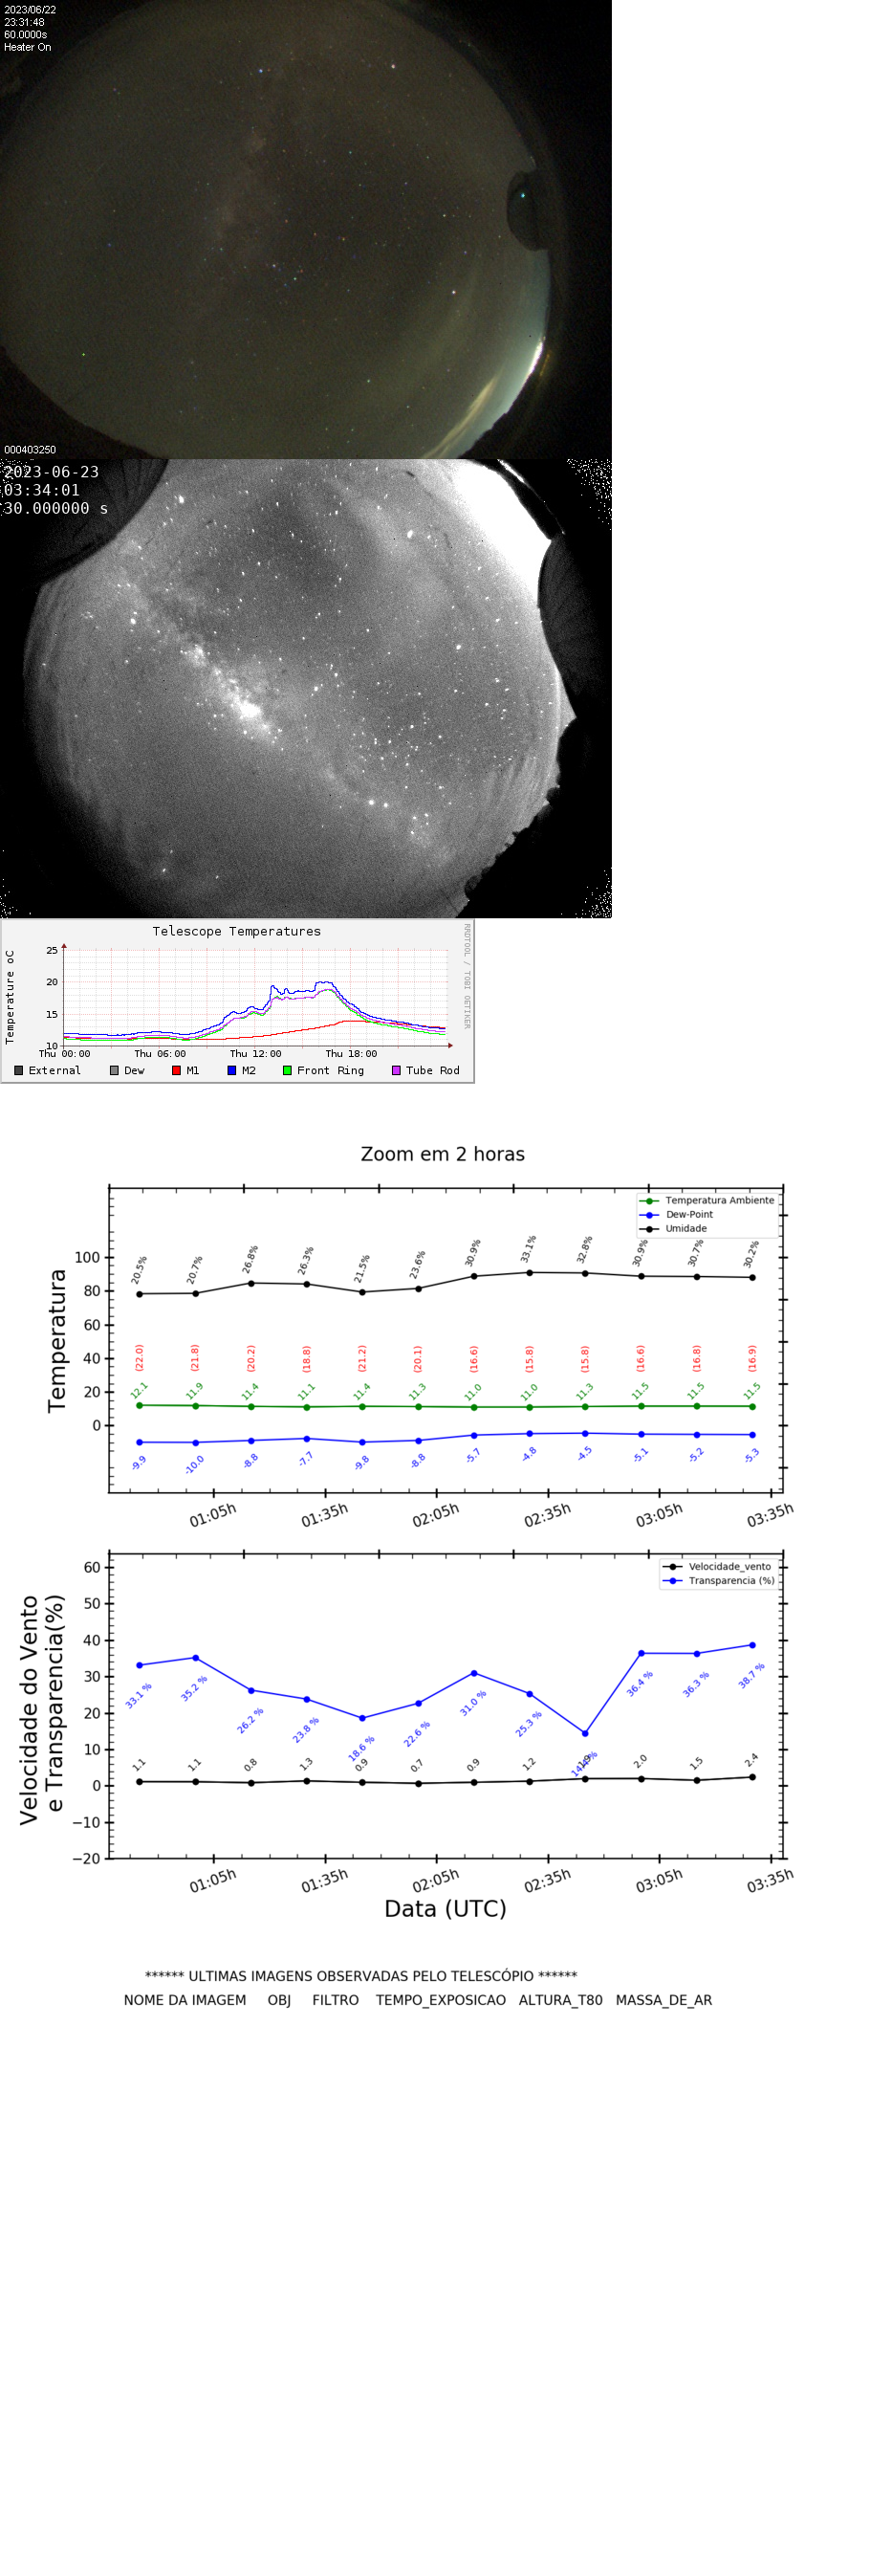 2023/06/22
23:31:48
60.0000s
Heater On
000403250
2023-06-23
03:34:01
30.000000 s
Telescope Temperatures
RRDTOOL / TOBI OETIKER
Temperature oC
25
20
15
10
Thu 00:00 Thu 06:00 Thu 12:00 Thu 18:00
External Dew M1 M2 Front Ring Tube Rod
Zoom em 2 horas
Temperatura Ambiente
Dew-Point
Umidade
Temperatura
100
80
60
40
20
0
20.5% 20.7% 26.8% 26.3% 21.5% 23.6% 30.9% 33.1% 32.8% 30.9% 30.7% 30.2%
(22.0) (21.8) (20.2) (18.8) (21.2) (20.1) (16.6) (15.8) (15.8) (16.6) (16.8) (16.9)
12.1 11.9 11.4 11.1 11.4 11.3 11.0 11.0 11.3 11.5 11.5 11.5
-9.9 -10.0 -8.8 -7.7 -9.8 -8.8 -5.7 -4.8 -4.5 -5.1 -5.2 -5.3
01:05h 01:35h 02:05h 02:35h 03:05h 03:35h
Velocidade_vento
Transparencia (%)
Velocidade do Vento
e Transparencia(%)
60
50
40
30
20
10
0
−10
−20
33.1 % 35.2 % 26.2 % 23.8 % 18.6 % 22.6 % 31.0 % 25.3 % 36.4 % 36.3 % 38.7 %
1.1 1.1 0.8 1.3 0.9 0.7 0.9 1.2 2.0 1.5 2.4
01:05h 01:35h 02:05h 02:35h 03:05h 03:35h
Data (UTC)
****** ULTIMAS IMAGENS OBSERVADAS PELO TELESCÓPIO ******
NOME DA IMAGEM OBJ FILTRO TEMPO_EXPOSICAO ALTURA_T80 MASSA_DE_AR